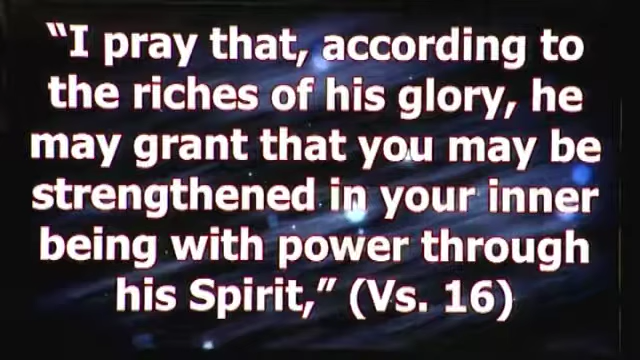 “I pray that, according to
the riches of his glory, he
may grant that you may be
strengthened in your inner
being with power through
his Spirit,” (Vs. 16)